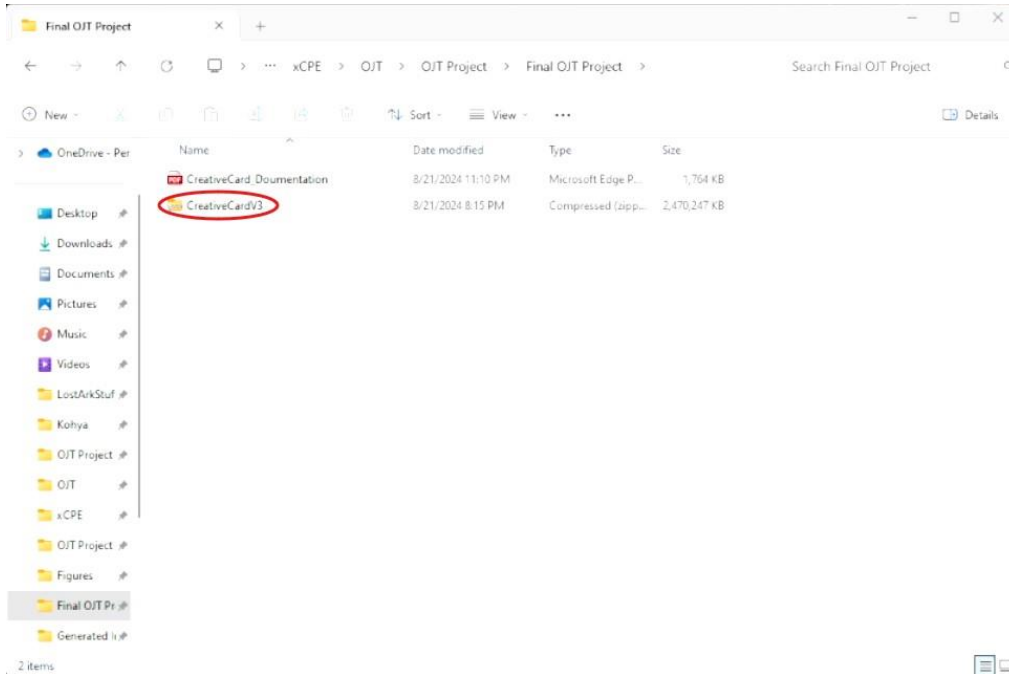 Final OJT Project
xCPE > OJT > OJT Project > Final OJT Project >
Search Final OJT Project
New
Sort
View
...
Details
OneDrive - Per
Name
Date modified
Type
Size
CreativeCard_Doumentation
8/21/2024 11:10 PM
Microsoft Edge P...
1,764 KB
CreativeCardV3
8/21/2024 8:15 PM
Compressed (zipp...
2,470,247 KB
Desktop
Downloads
Documents
Pictures
Music
Videos
LostArkStuf
Kohya
OJT Project
OJT
xCPE
OJT Project
Figures
Final OJT Pr
Generated I
2 items